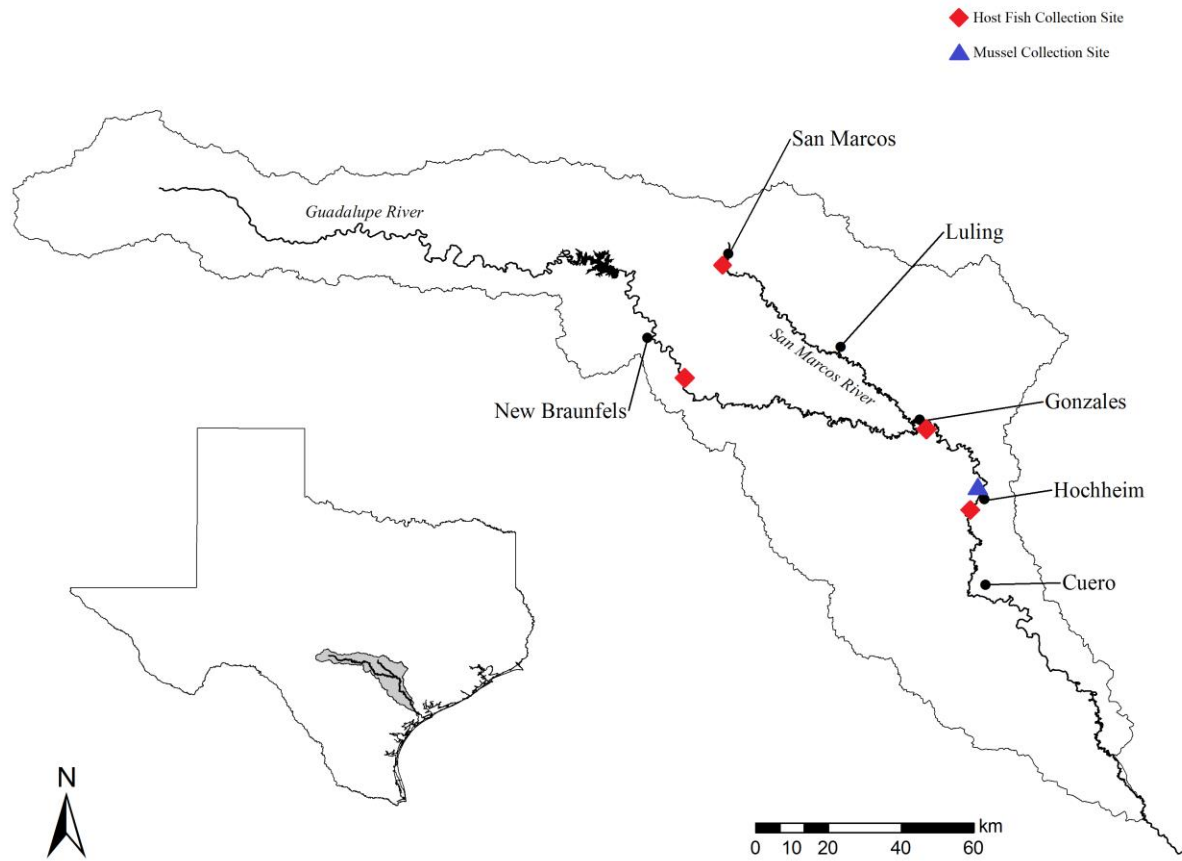 Host Fish Collection Site
Mussel Collection Site
San Marcos
Guadalupe River
Luling
San Marcos River
New Braunfels
Gonzales
Hochheim
Cuero
N
km
0 10 20 40 60